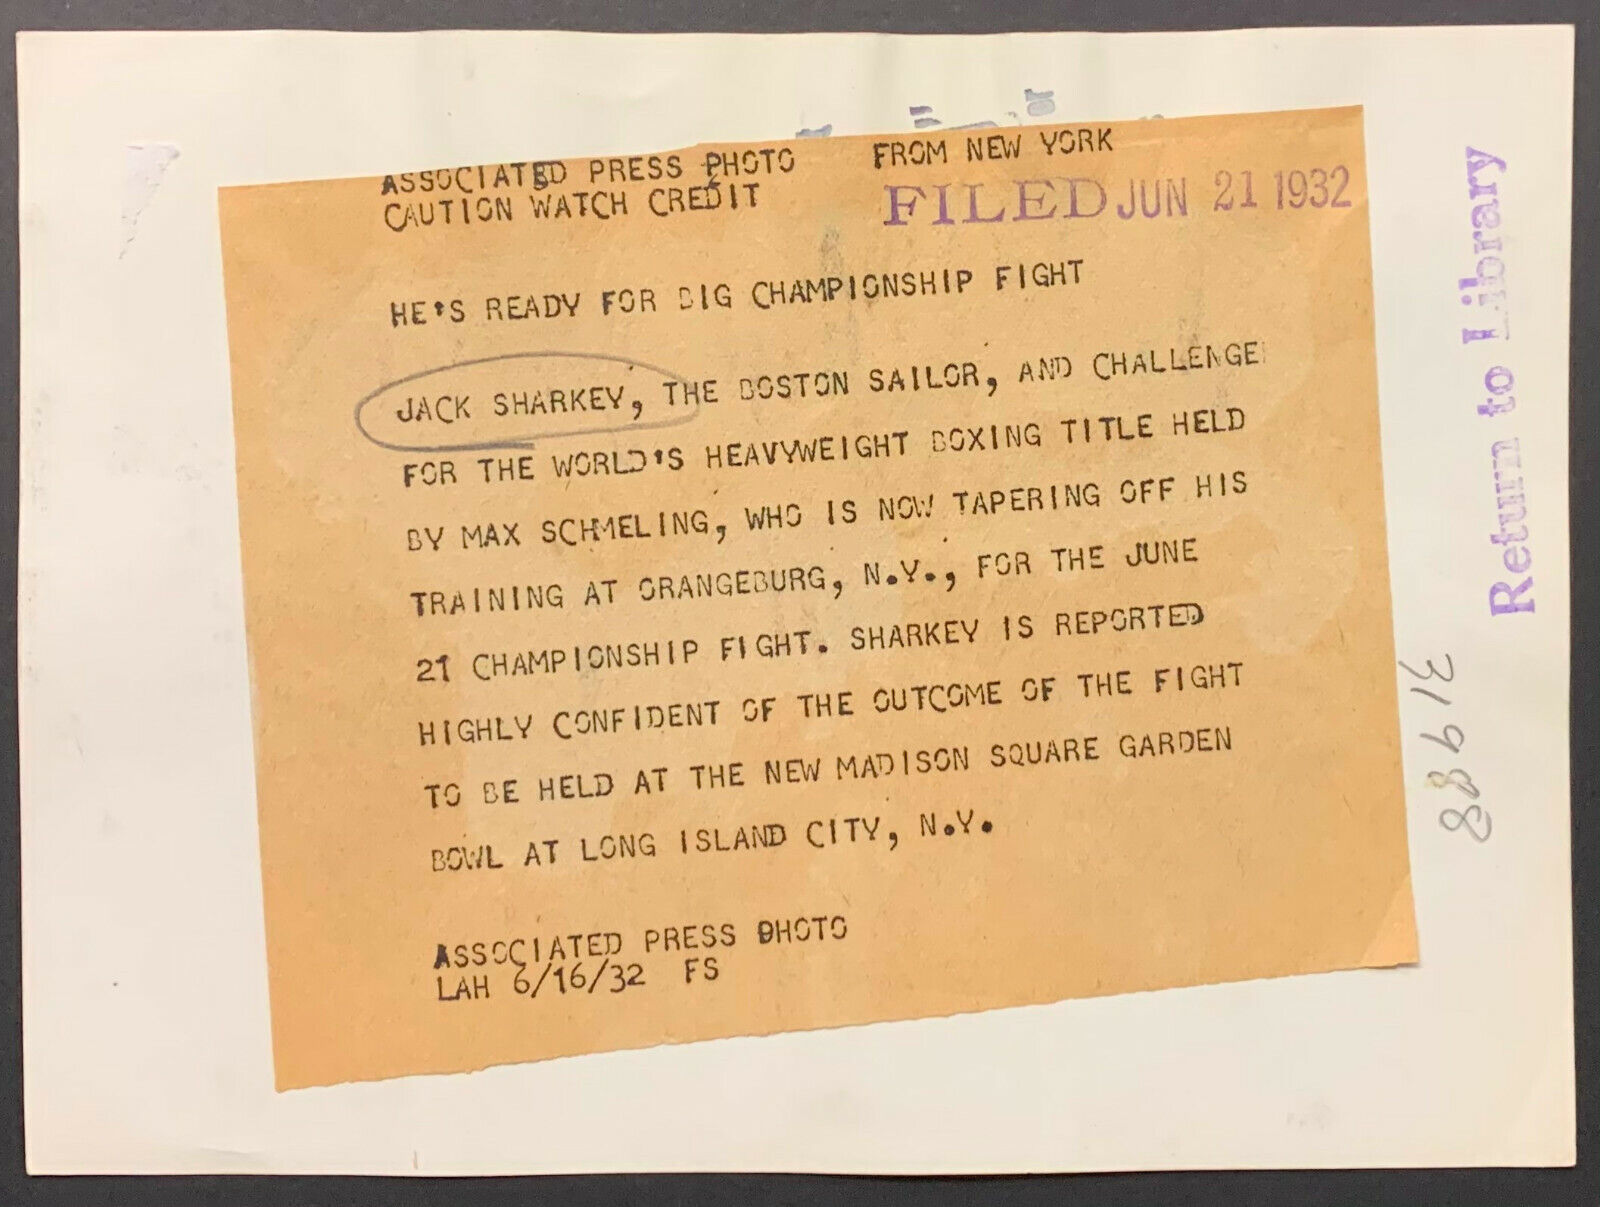 ASSOCIATED PRESS PHOTO FROM NEW YORK
CAUTION WATCH CREDIT FILED JUN 21 1932
HE'S READY FOR BIG CHAMPIONSHIP FIGHT
JACK SHARKEY, THE BOSTON SAILOR, AND CHALLENGE
FOR THE WORLD'S HEAVYWEIGHT BOXING TITLE HELD
BY MAX SCHMELING, WHO IS NOW TAPERING OFF HIS
TRAINING AT ORANGEBURG, N.Y., FOR THE JUNE
21 CHAMPIONSHIP FIGHT. SHARKEY IS REPORTED
HIGHLY CONFIDENT OF THE OUTCOME OF THE FIGHT
TO BE HELD AT THE NEW MADISON SQUARE GARDEN
BOWL AT LONG ISLAND CITY, N.Y.
ASSOCIATED PRESS PHOTO
LAH 6/16/32 FS
Return to Library
31988